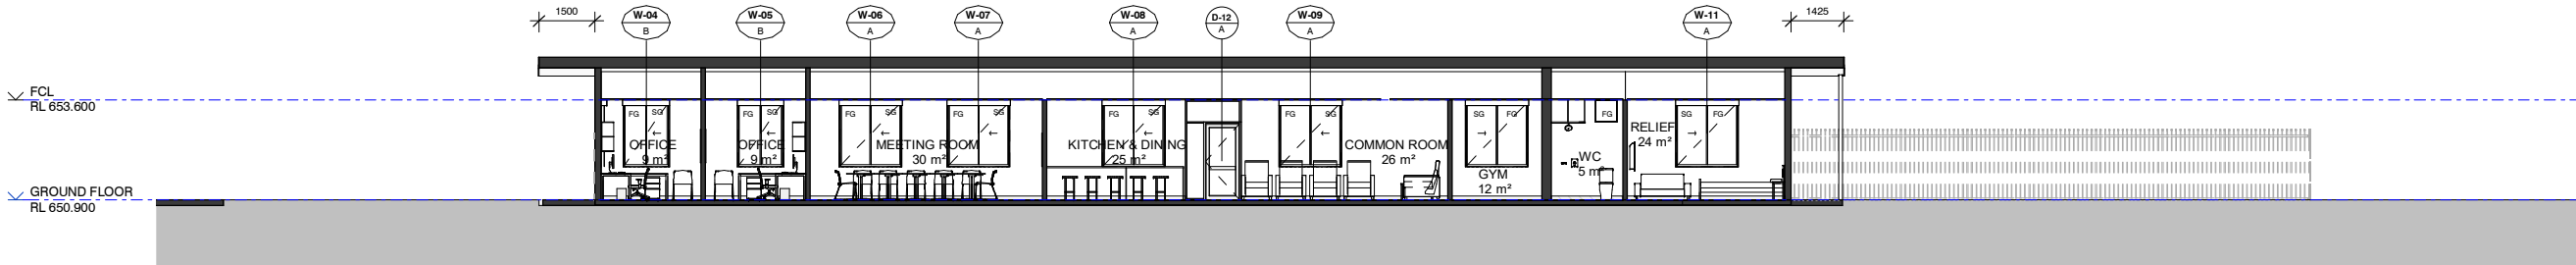 1500
W-04
B
W-05
B
W-06
A
W-07
A
W-08
A
D-12
A
W-09
A
W-11
A
1425
FCL
RL 653.600
FG SG
FG SG
FG SG
FG SG
FG SG
FG SG
SG FG
FG
SG FG
OFFICE
9 m²
OFFICE
9 m²
MEETING ROOM
30 m²
KITCHEN & DINING
25 m²
COMMON ROOM
26 m²
GYM
12 m²
WC
5 m²
RELIEF
24 m²
GROUND FLOOR
RL 650.900